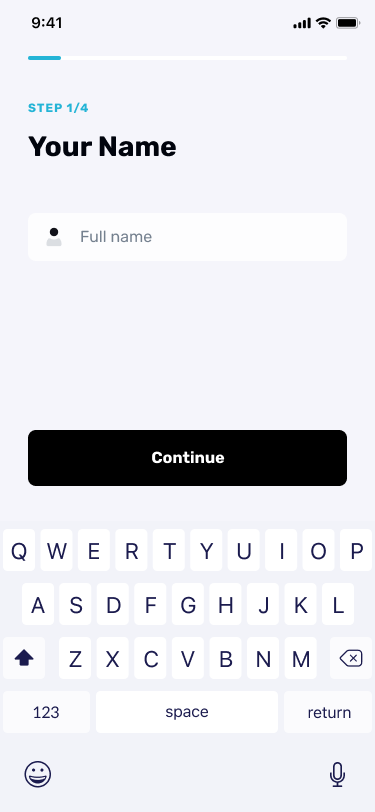 9:41
STEP 1/4
Your Name
Full name
Continue
Q W E R T Y U I O P
A S D F G H J K L
Z X C V B N M
123 space return